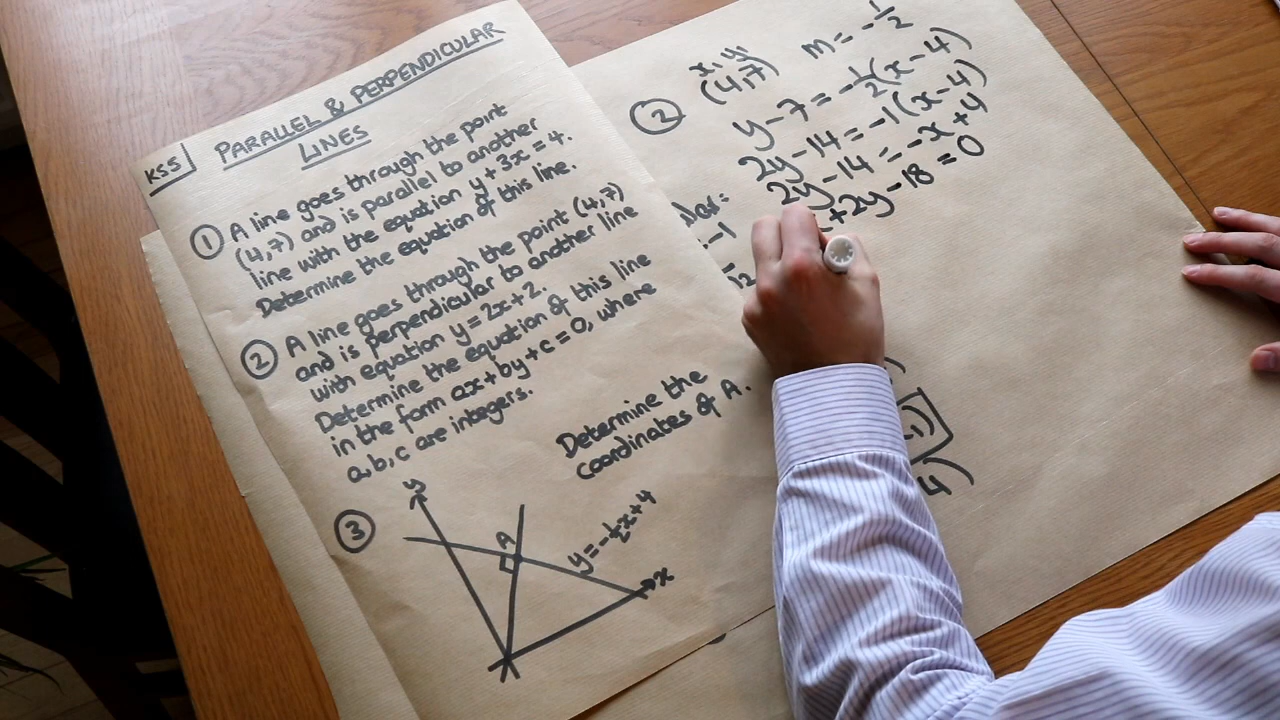 KS5
PARALLEL & PERPENDICULAR
LINES
① A line goes through the point
(4,7) and is parallel to another
line with the equation y+3x=4.
Determine the equation of this line.
② A line goes through the point (4,7)
and is perpendicular to another line
with equation y=2x+2.
Determine the equation of this line
in the form ax+by+c=0, where
a,b,c are integers.
③
Determine the
coordinates of A.
y
A
y=-½x+4
x
②
x₁ y₁
(4,7)
m=-1/2
y-7=-1/2(x-4)
2y-14=-1(x-4)
2y-14=-x+4
+2y-18=0
-1